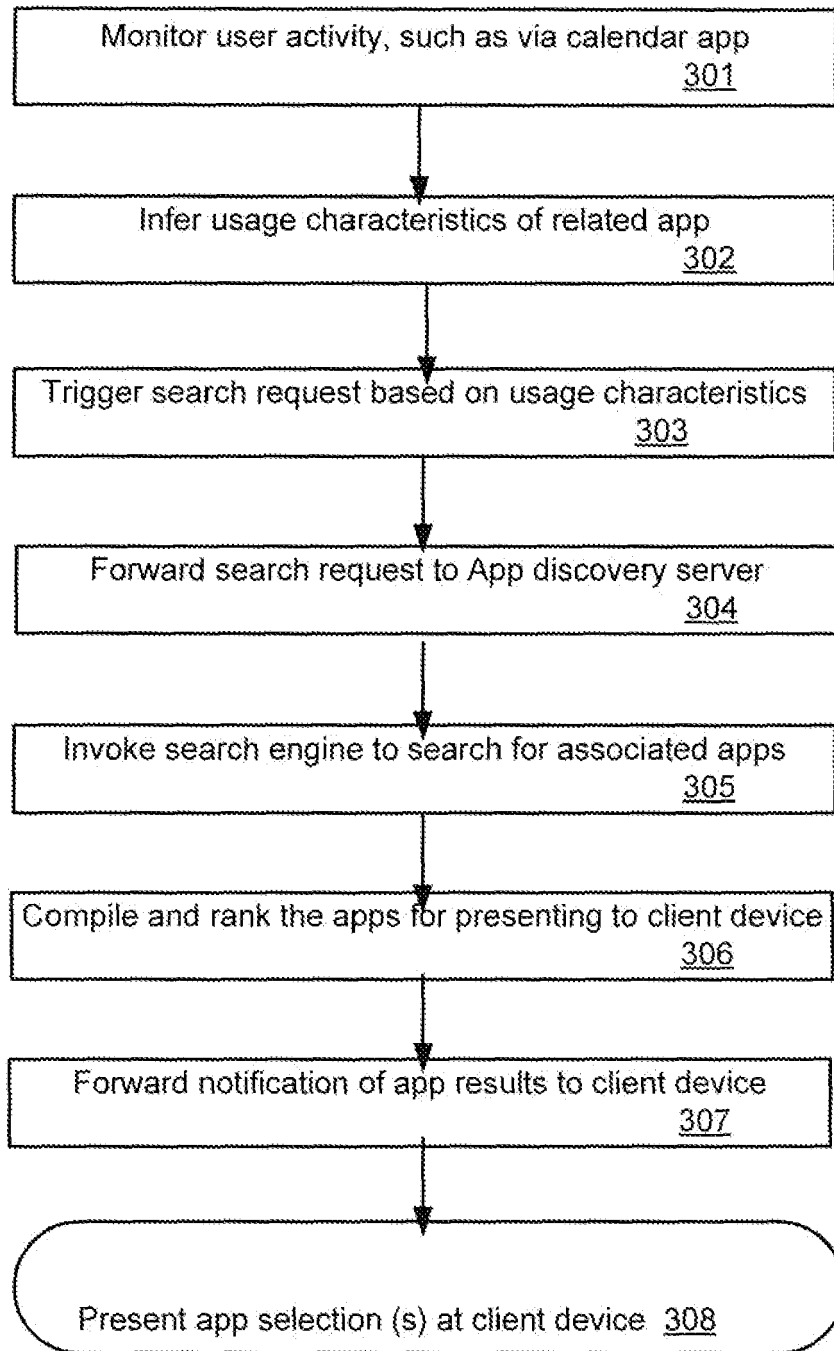 Monitor user activity, such as via calendar app
301
Infer usage characteristics of related app
302
Trigger search request based on usage characteristics
303
Forward search request to App discovery server
304
Invoke search engine to search for associated apps
305
Compile and rank the apps for presenting to client device
306
Forward notification of app results to client device
307
Present app selection (s) at client device 308